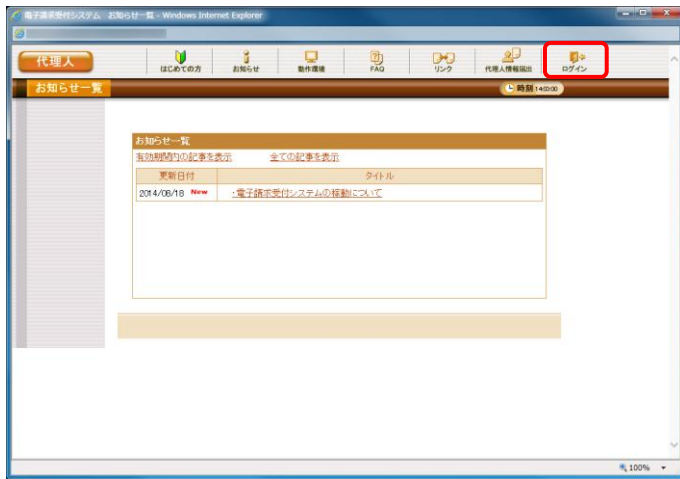 電子請求受付システム お知らせ一覧 - Windows Internet Explorer
代理人
はじめての方 お知らせ 動作環境 FAQ リンク 代理人情報届出 ログイン
お知らせ一覧
時刻 14:00:00
お知らせ一覧
有効期間内の記事を表示 全ての記事を表示
更新日付 タイトル
2014/08/18 New ・電子請求受付システムの稼動について
100%